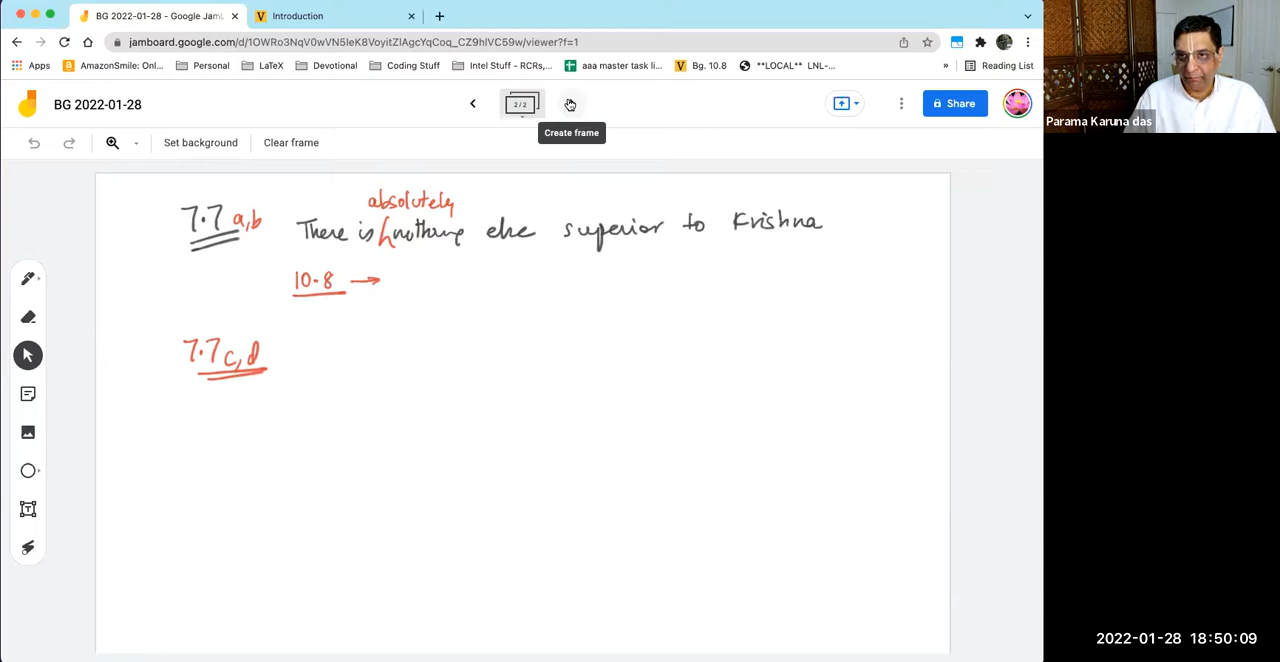 BG 2022-01-28 - Google Jaml
Introduction
jamboard.google.com/d/1OWRo3NqV0wVN5leK8VoyitZlAgcYqCoq_CZ9hlVC59w/viewer?f=1
Apps AmazonSmile: Onl... Personal LaTeX Devotional Coding Stuff Intel Stuff - RCRs,... aaa master task li... Bg. 10.8 **LOCAL** LNL-... » Reading List
BG 2022-01-28
2/2
Share
Create frame
Set background Clear frame
Parama Karuna das
absolutely
7.7 a,b There is nothing else superior to Krishna
10.8 →
7.7 c,d
2022-01-28 18:50:09